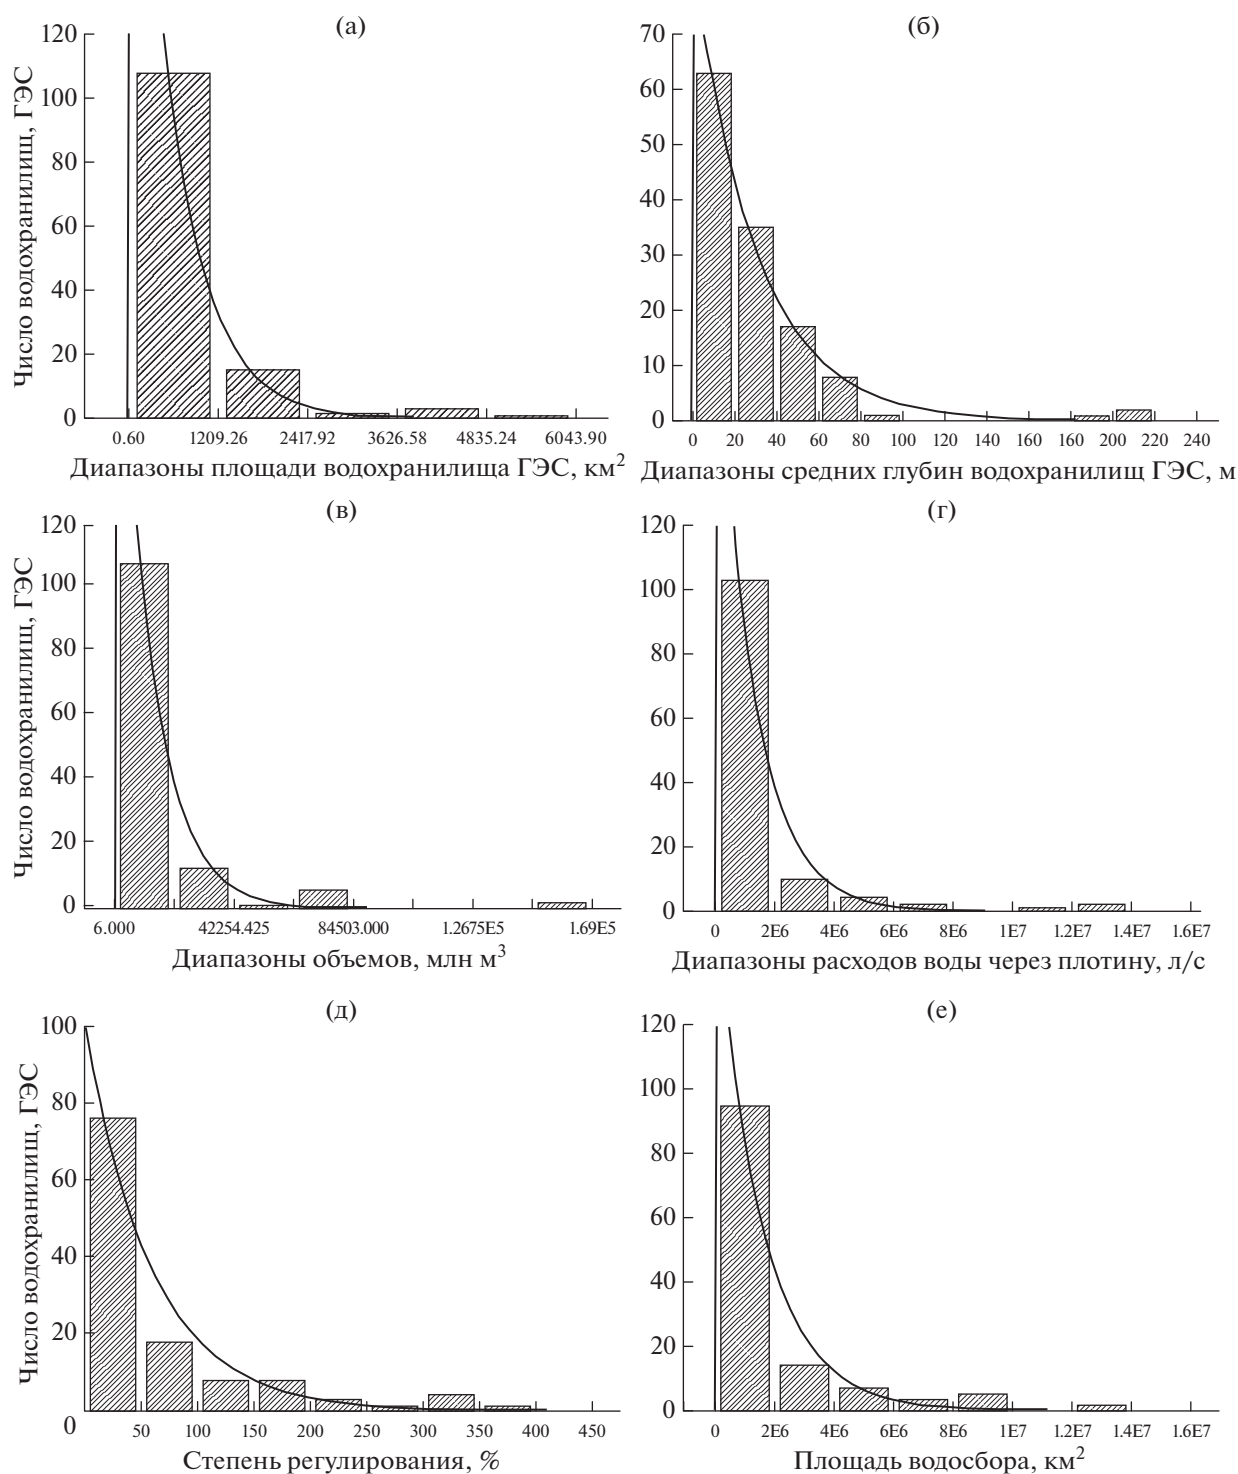 (а)
Число водохранилищ, ГЭС
120
100
80
60
40
20
0
0.60 1209.26 2417.92 3626.58 4835.24 6043.90
Диапазоны площади водохранилища ГЭС, км²
(б)
70
60
50
40
30
20
10
0
0 20 40 60 80 100 120 140 160 160 200 220 240
Диапазоны средних глубин водохранилищ ГЭС, м
(в)
Число водохранилищ, ГЭС
120
100
80
60
40
20
0
6.000 42254.425 84503.000 1.2675E5 1.69E5
Диапазоны объемов, млн м³
(г)
120
100
80
60
40
20
0
0 2E6 4E6 6E6 8E6 1E7 1.2E7 1.4E7 1.6E7
Диапазоны расходов воды через плотину, л/с
(д)
Число водохранилищ, ГЭС
100
80
60
40
20
0
50 100 150 200 250 300 350 400 450
Степень регулирования, %
(е)
120
100
80
60
40
20
0
0 2E6 4E6 6E6 8E6 1E7 1.2E7 1.4E7 1.6E7
Площадь водосбора, км²